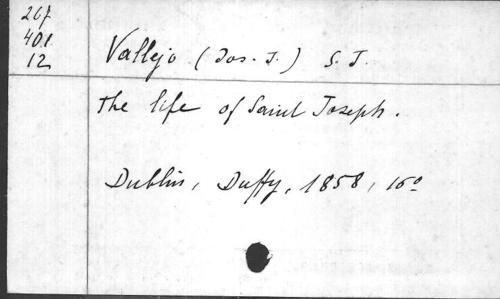 267
401
12
Vallejo (Jos. J.) S. J.
The life of Saint Joseph.
Dublin, Duffy, 1858, 16º